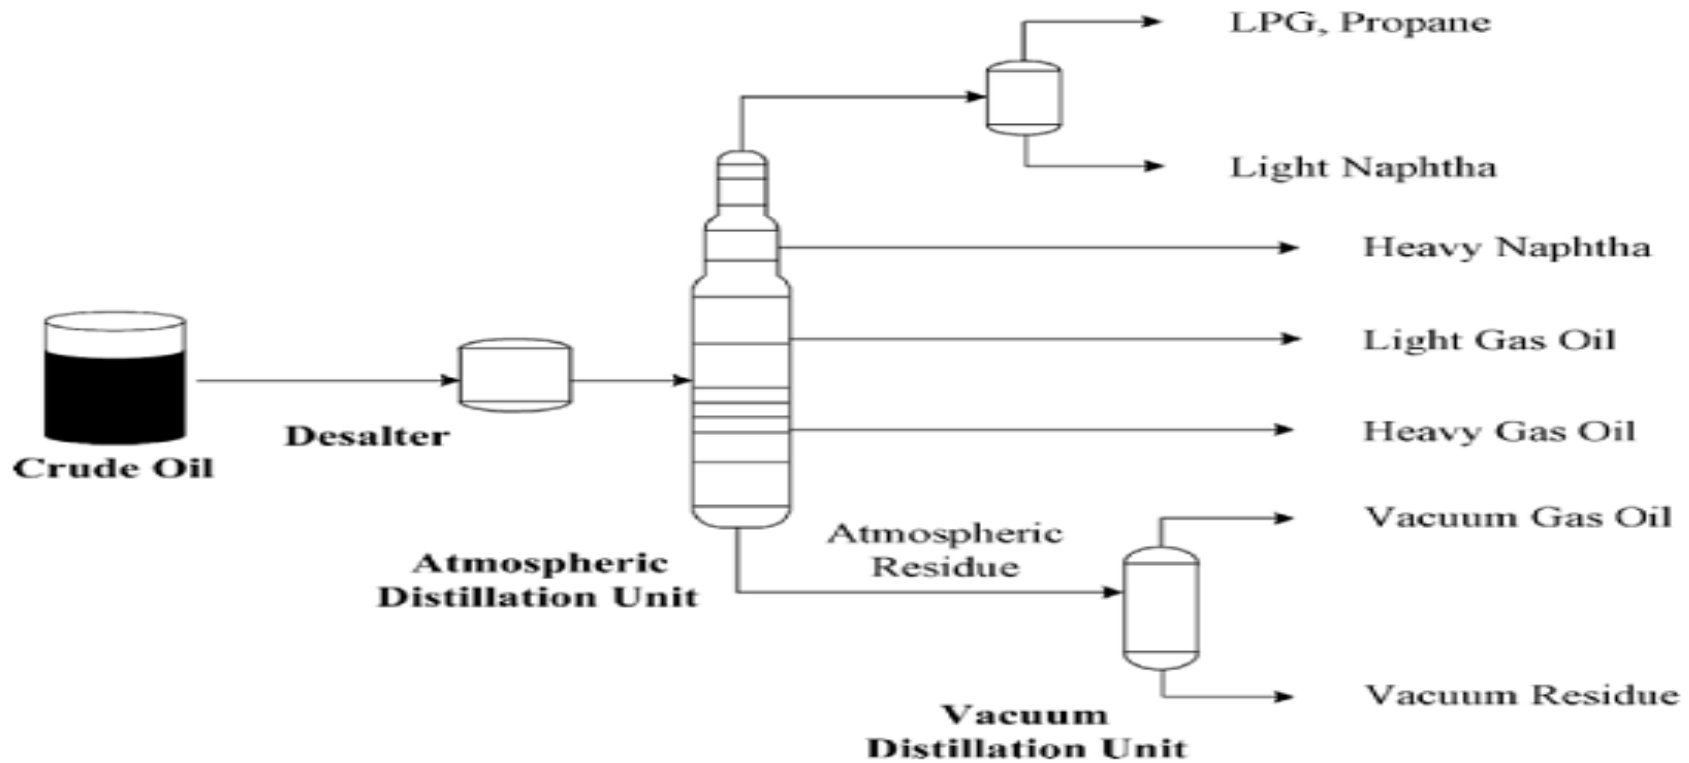 LPG, Propane
Light Naphtha
Heavy Naphtha
Light Gas Oil
Heavy Gas Oil
Desalter
Crude Oil
Vacuum Gas Oil
Atmospheric
Residue
Atmospheric
Distillation Unit
Vacuum Residue
Vacuum
Distillation Unit